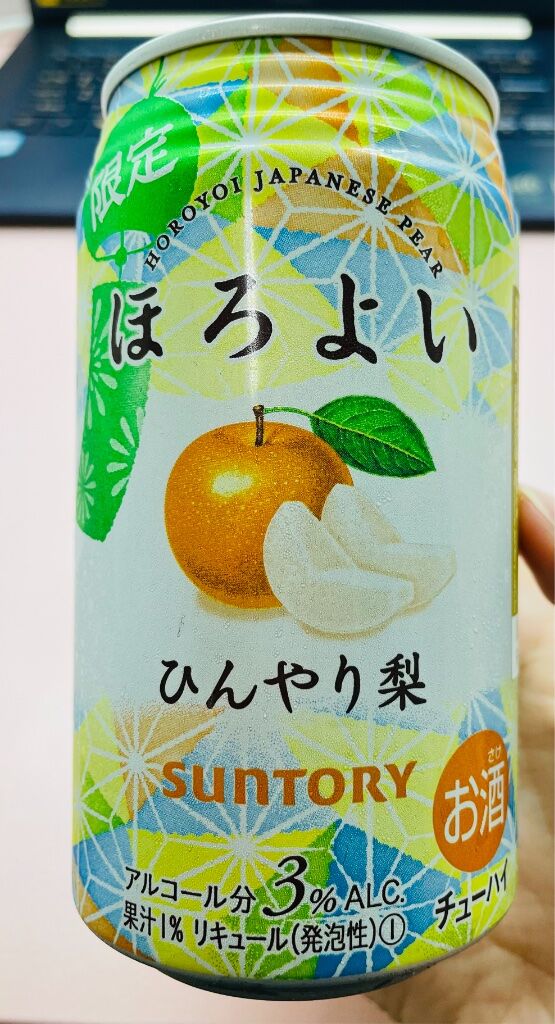 限定
HOROYOI JAPANESE PEAR
ほろよい
ひんやり梨
SUNTORY
さけ
お酒
アルコール分3%ALC.
チューハイ
果汁1% リキュール(発泡性)①